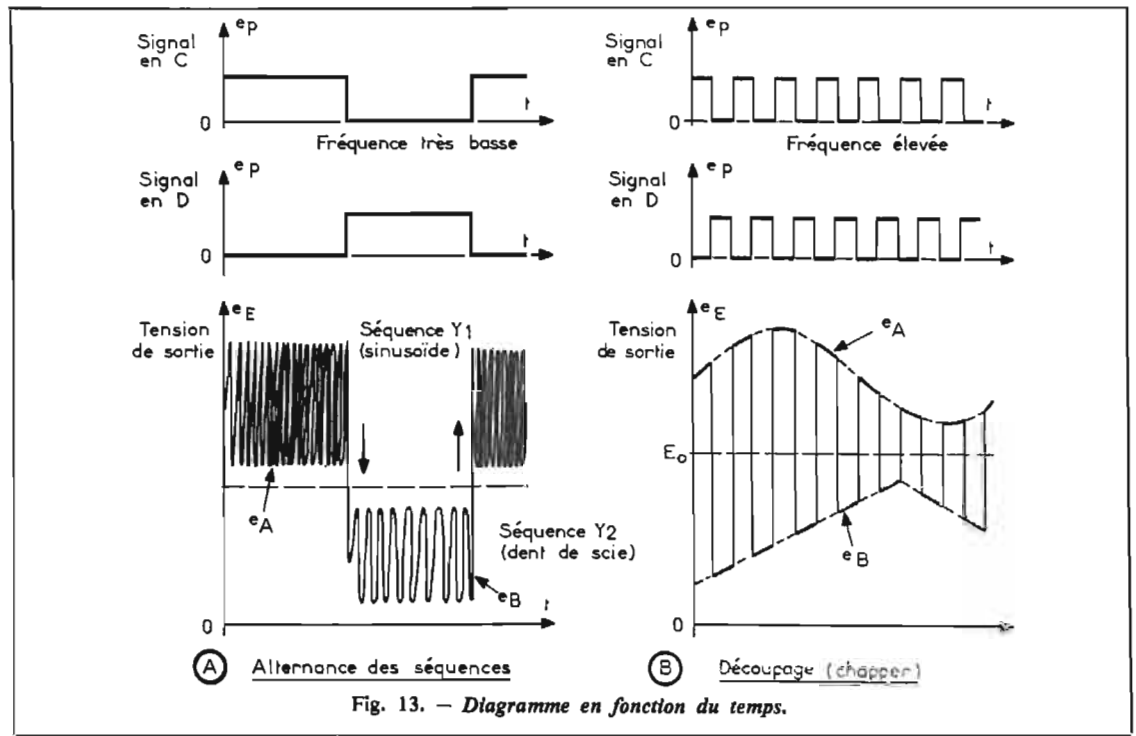 Signal
en C
eP
0
t
Fréquence très basse
Signal
en D
eP
0
t
Tension
de sortie
eE
Séquence Y1
(sinusoïde)
eA
Séquence Y2
(dent de scie)
eB
t
0
A Alternance des séquences
Signal
en C
eP
0
t
Fréquence élevée
Signal
en D
eP
0
t
Tension
de sortie
eE
eA
Eo
eB
0
B Découpage (chapper)
Fig. 13. — Diagramme en fonction du temps.